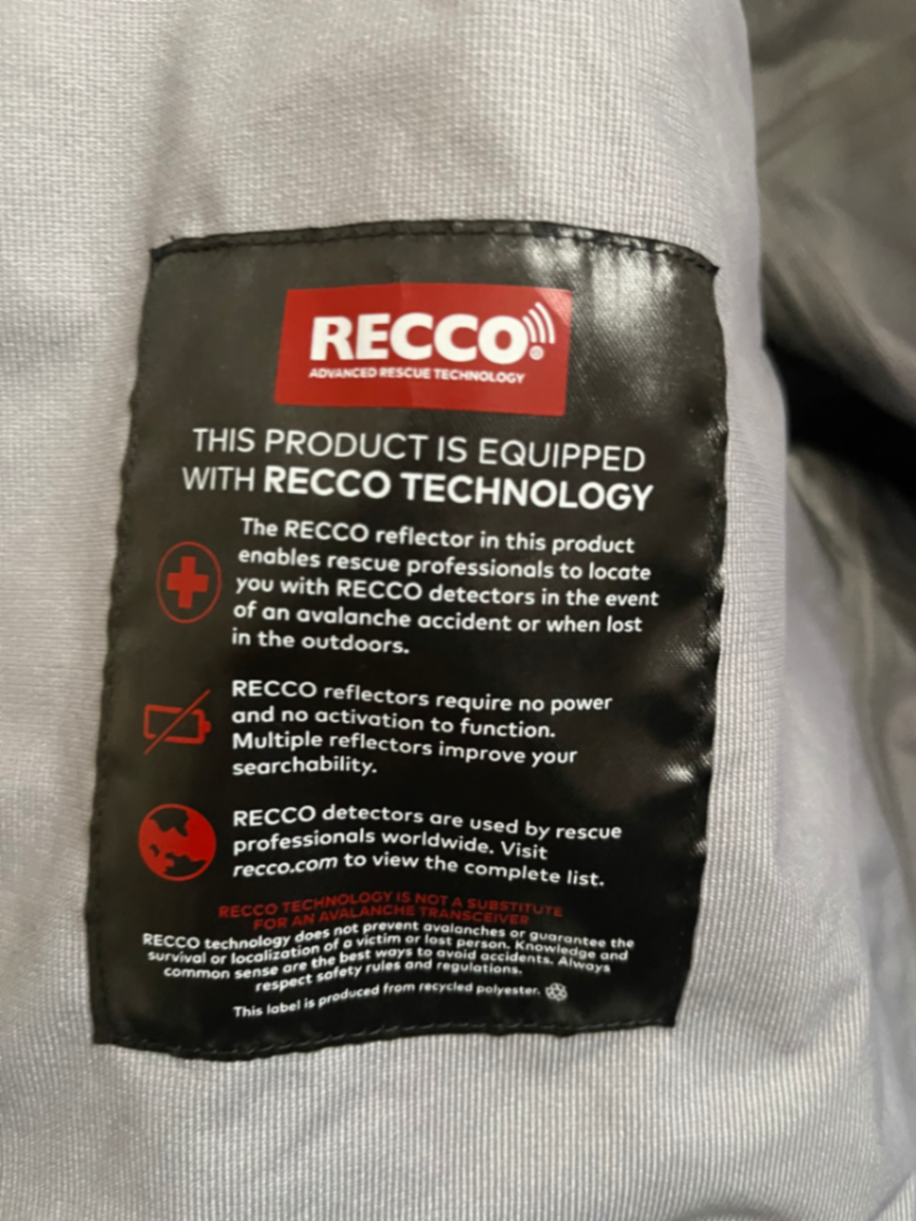 RECCO®
ADVANCED RESCUE TECHNOLOGY
THIS PRODUCT IS EQUIPPED
WITH RECCO TECHNOLOGY
The RECCO reflector in this product
enables rescue professionals to locate
you with RECCO detectors in the event
of an avalanche accident or when lost
in the outdoors.
RECCO reflectors require no power
and no activation to function.
Multiple reflectors improve your
searchability.
RECCO detectors are used by rescue
professionals worldwide. Visit
recco.com to view the complete list.
RECCO TECHNOLOGY IS NOT A SUBSTITUTE
FOR AN AVALANCHE TRANSCEIVER
RECCO technology does not prevent avalanches or guarantee the
survival or localization of a victim or lost person. Knowledge and
common sense are the best ways to avoid accidents. Always
respect safety rules and regulations.
This label is produced from recycled polyester.